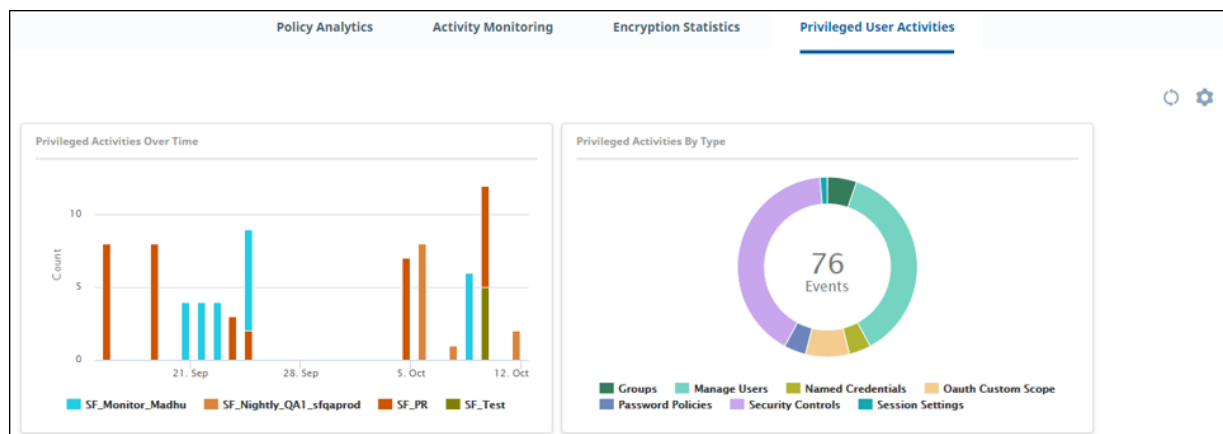 Policy Analytics Activity Monitoring Encryption Statistics Privileged User Activities
Privileged Activities Over Time
10
5
0
Count
21. Sep 28. Sep 5. Oct 12. Oct
SF_Monitor_Madhu SF_Nightly_QA1_sfqaprod SF_PR SF_Test
Privileged Activities By Type
76
Events
Groups Manage Users Named Credentials Oauth Custom Scope
Password Policies Security Controls Session Settings